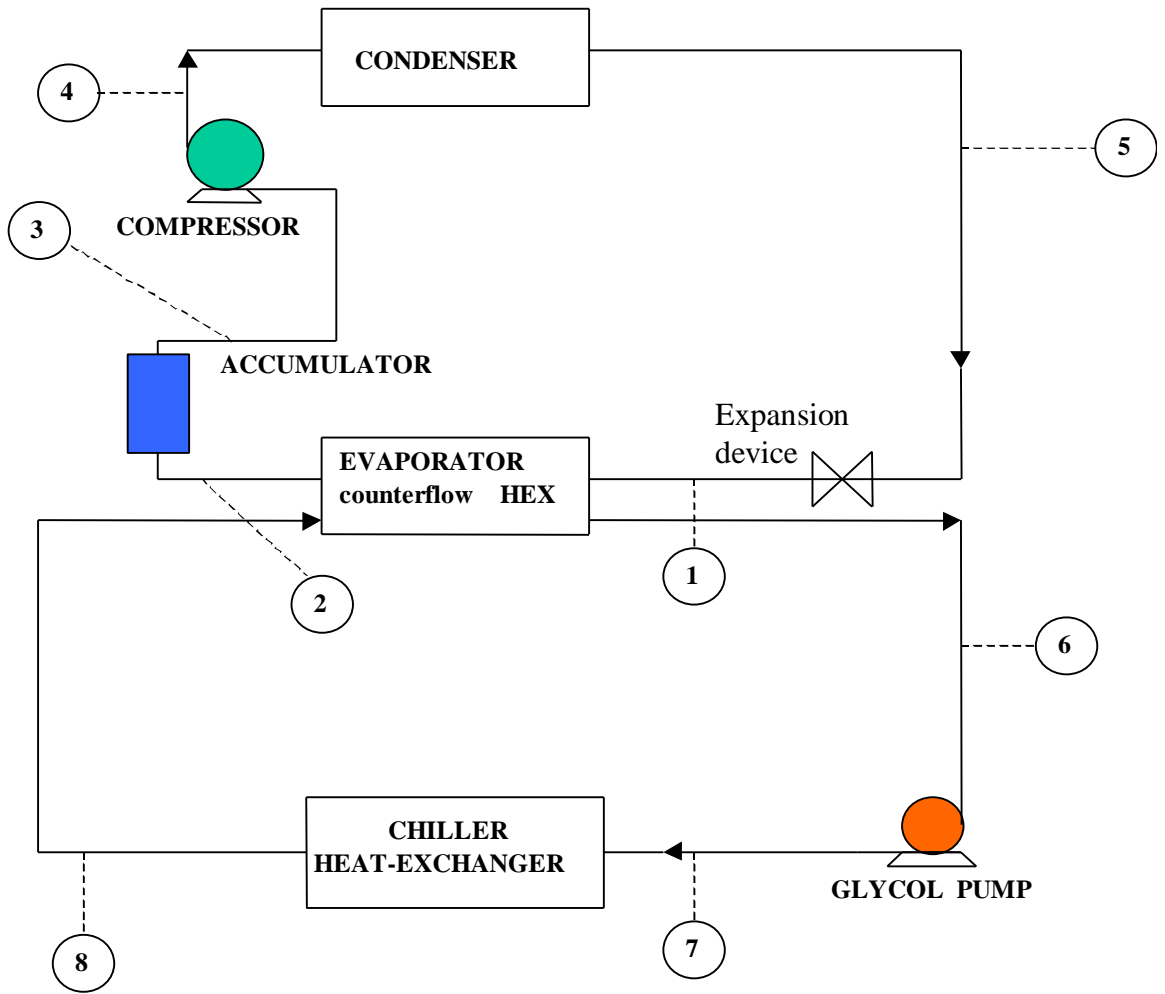 CONDENSER
4
5
COMPRESSOR
3
ACCUMULATOR
Expansion
device
EVAPORATOR
counterflow HEX
1
2
6
CHILLER
HEAT-EXCHANGER
GLYCOL PUMP
7
8